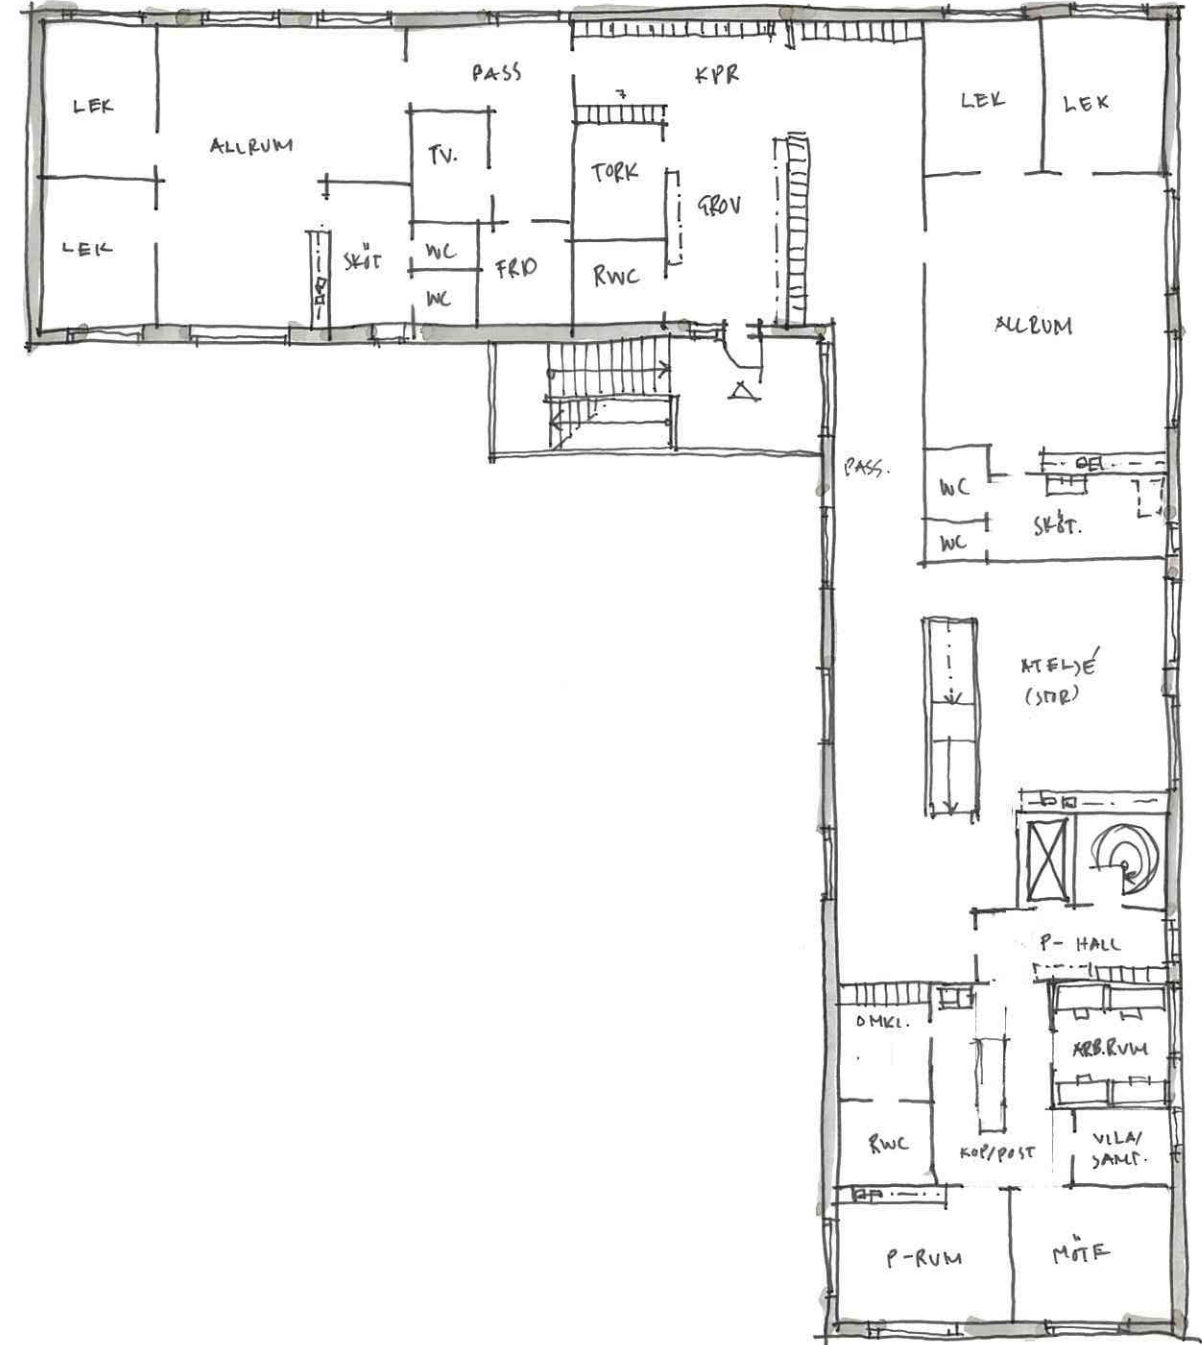 PASS
KPR
LEK
LEK
LEK
7
ALLRUM
TV.
TORK
GROV
LEK
SKÖT
WC
FRD
RWC
WC
ALLRUM
PASS.
WC
SKÖT.
WC
ATELJÉ
(STOR)
P-HALL
OMKL.
ARB.RUM
RWC
KOP/POST
VILA/
SAMT.
P-RUM
MÖTE